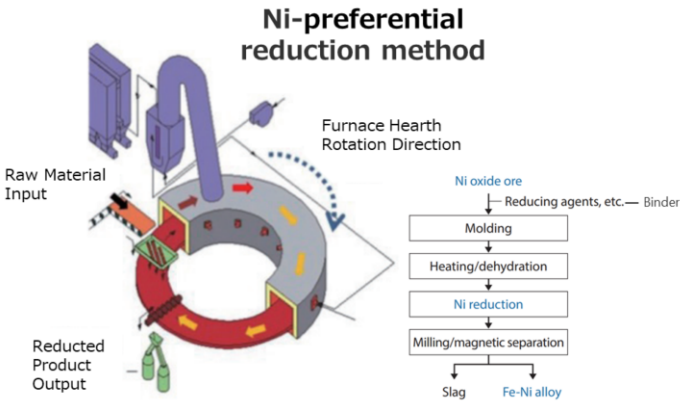 Ni-preferential
reduction method
Furnace Hearth
Rotation Direction
Raw Material
Input
Reducted
Product
Output
Ni oxide ore
Reducing agents, etc.— Binder
Molding
Heating/dehydration
Ni reduction
Milling/magnetic separation
Slag
Fe-Ni alloy